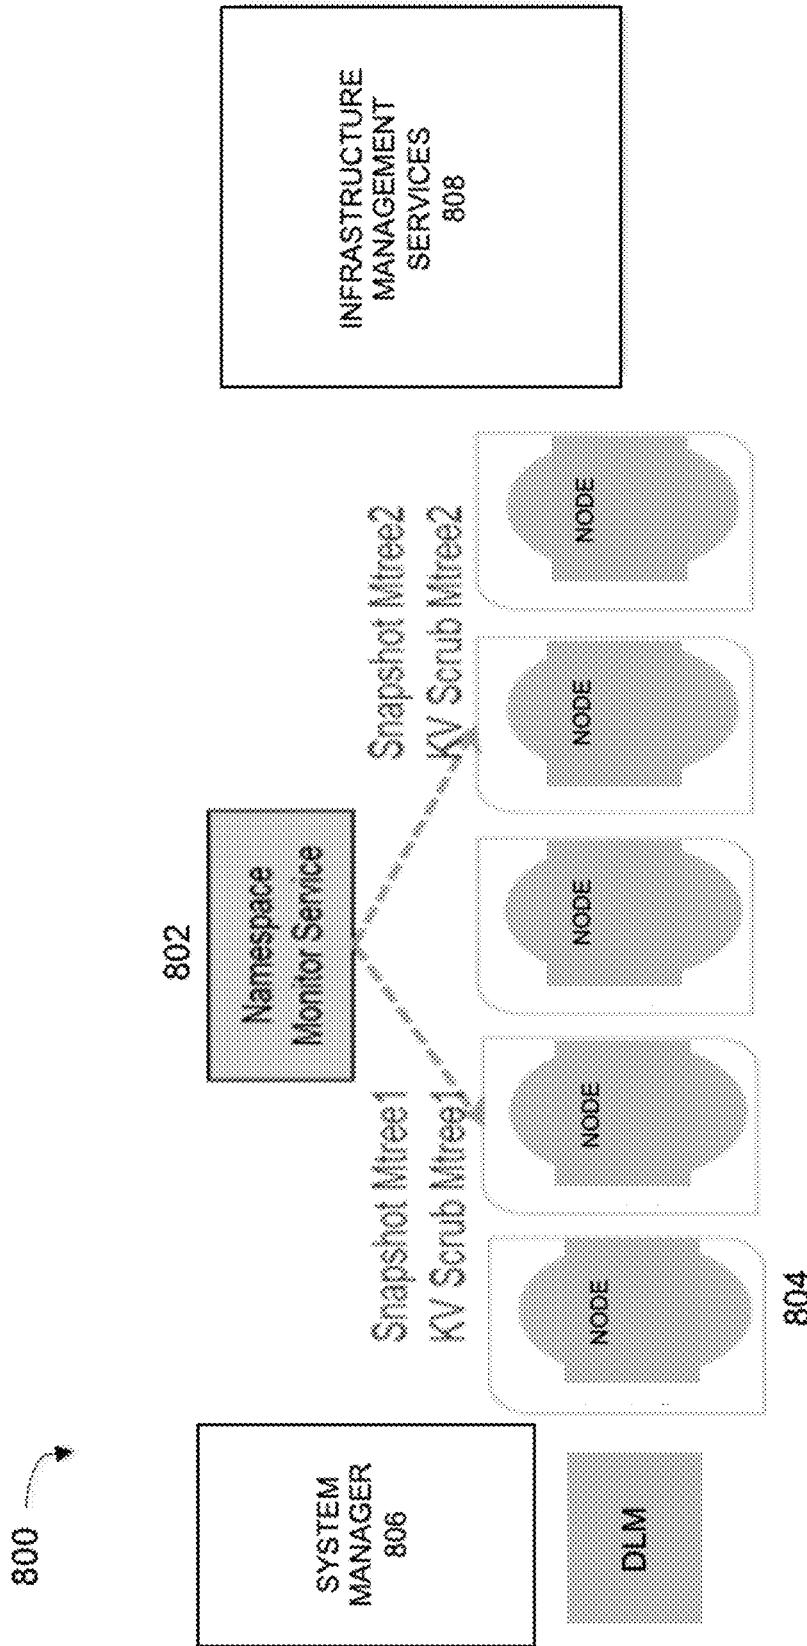 800
802
Namespace
Monitor Service
SYSTEM
MANAGER
806
Snapshot Mtree1
KV Scrub Mtree1
Snapshot Mtree2
KV Scrub Mtree2
INFRASTRUCTURE
MANAGEMENT
SERVICES
808
DLM
NODE
NODE
NODE
NODE
NODE
804